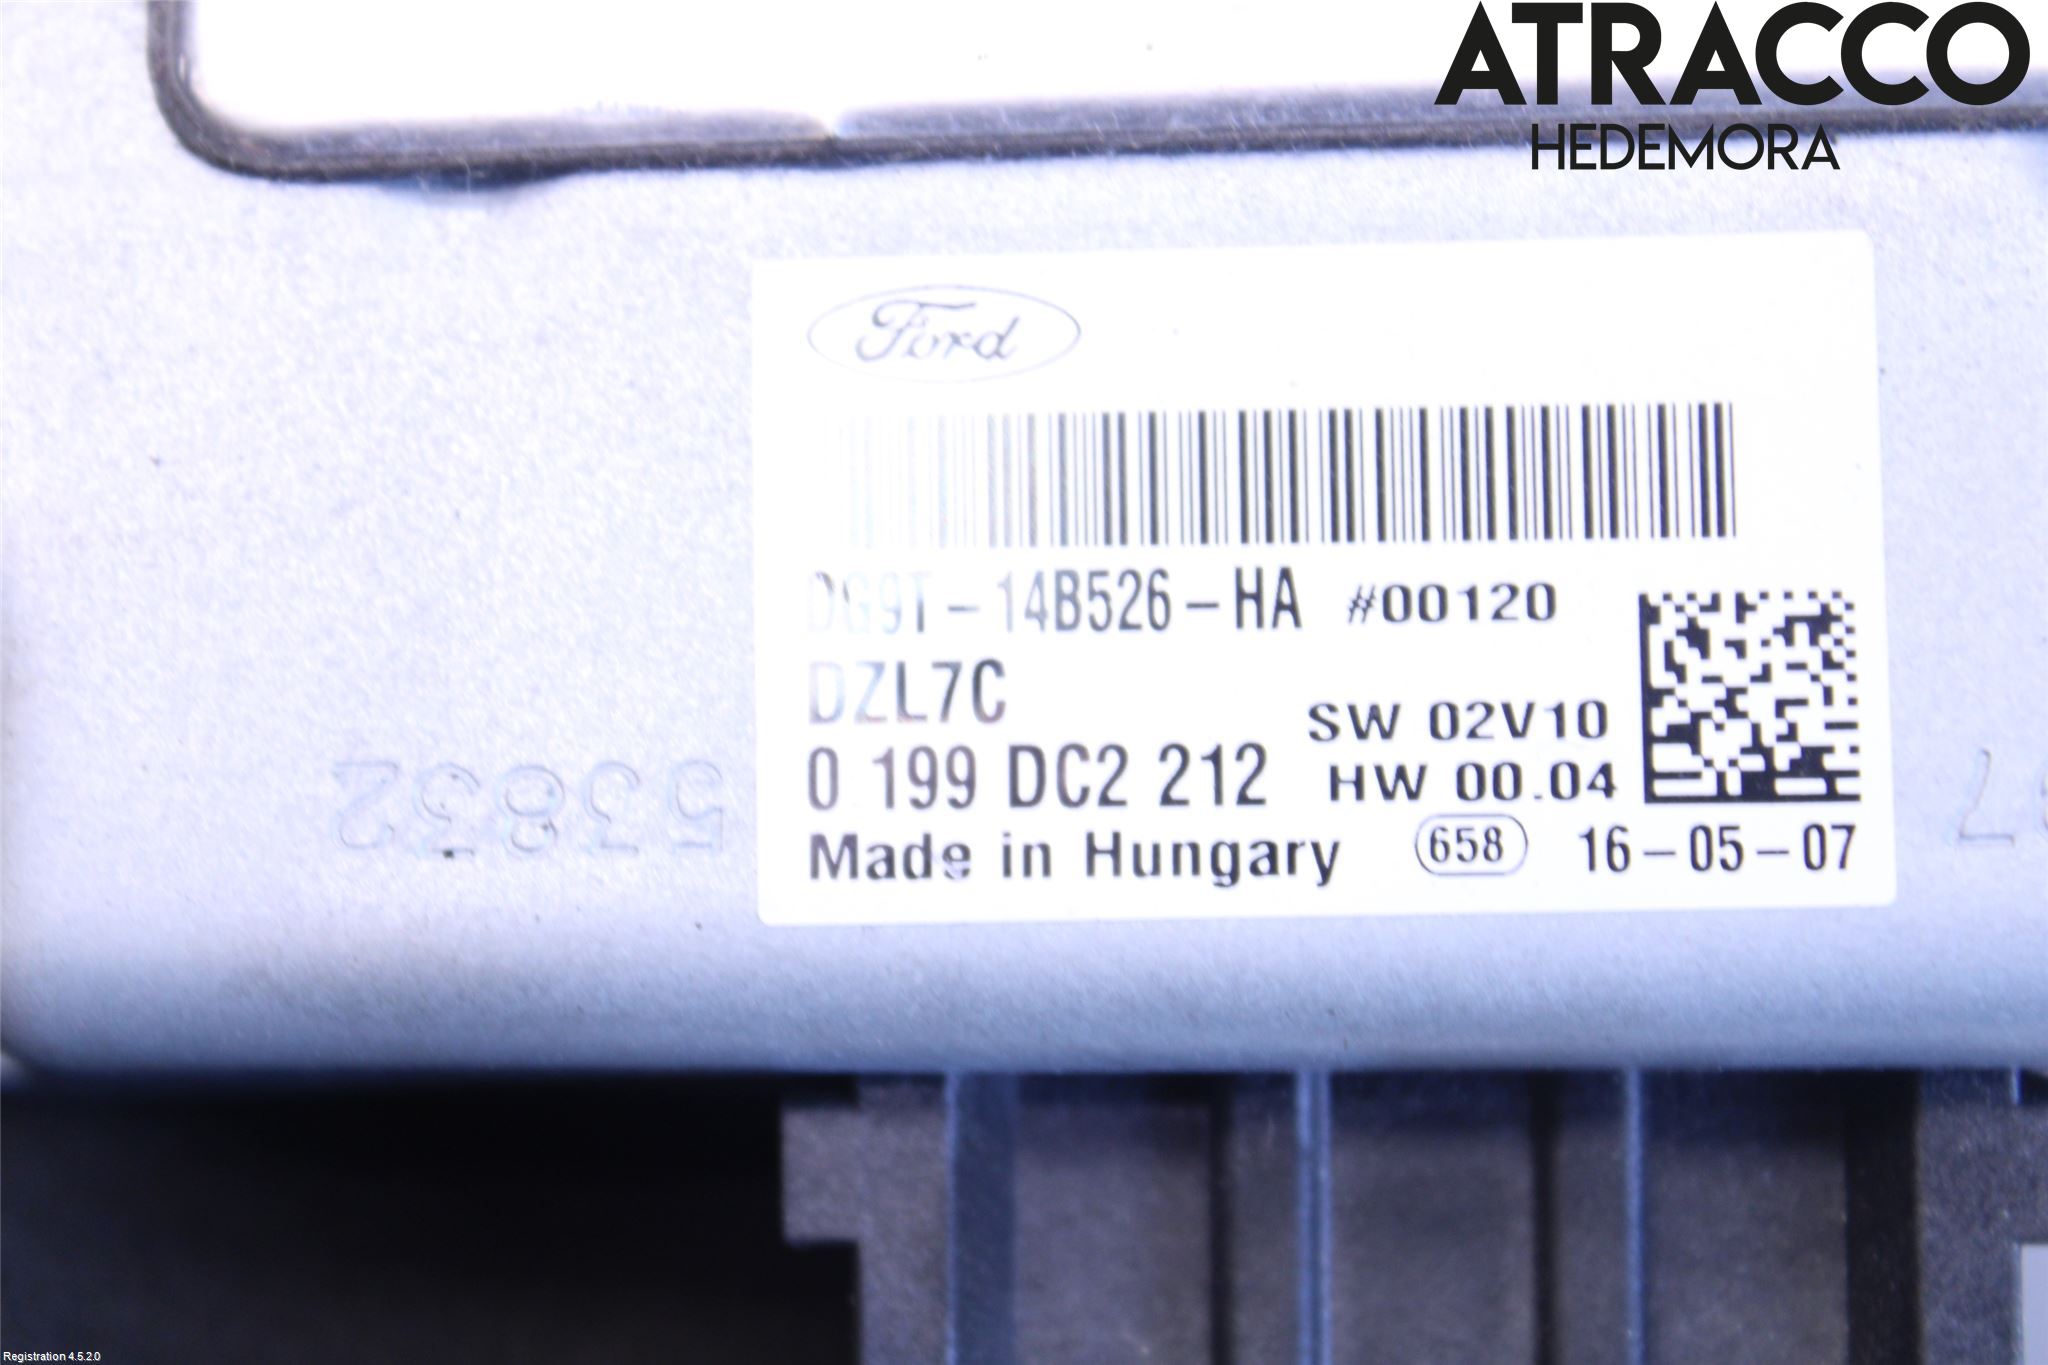 ATRACCO
HEDEMORA
Ford
DG9T-14B526-HA #00120
DZL7C
SW 02V10
0 199 DC2 212
HW 00.04
Made in Hungary 658 16-05-07
53832
Registration 4.5.2.0